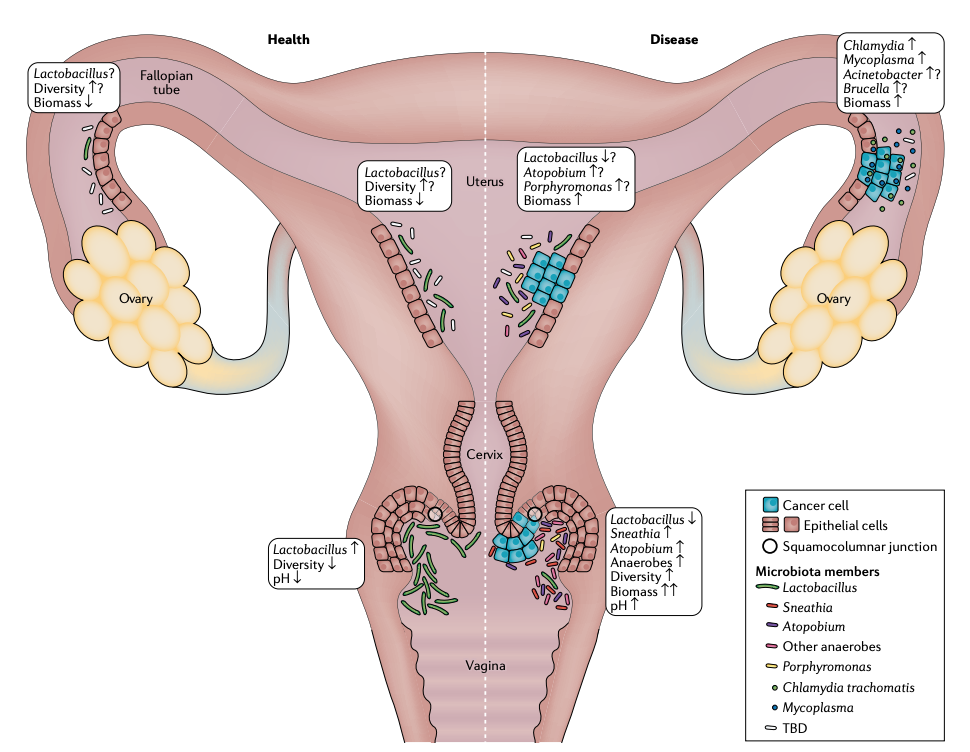 Health
Disease
Lactobacillus?
Diversity ↑?
Biomass ↓
Fallopian
tube
Chlamydia ↑
Mycoplasma ↑
Acinetobacter ↑?
Brucella ↑?
Biomass ↑
Lactobacillus?
Diversity ↑?
Biomass ↓
Uterus
Lactobacillus ↓?
Atopobium ↑?
Porphyromonas ↑?
Biomass ↑
Ovary
Ovary
Cervix
Lactobacillus ↑
Diversity ↓
pH ↓
Lactobacillus ↓
Sneathia ↑
Atopobium ↑
Anaerobes ↑
Diversity ↑
Biomass ↑↑
pH ↑
Vagina
Cancer cell
Epithelial cells
Squamocolumnar junction
Microbiota members
Lactobacillus
Sneathia
Atopobium
Other anaerobes
Porphyromonas
Chlamydia trachomatis
Mycoplasma
TBD